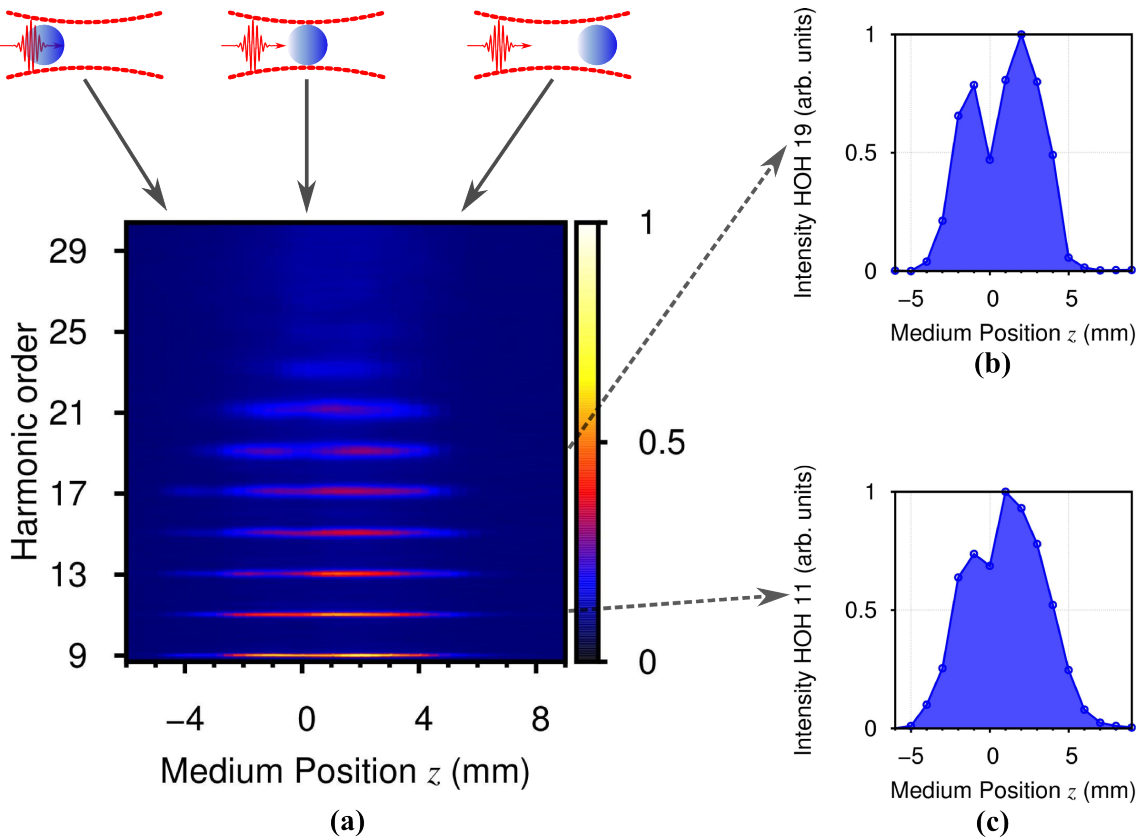 29
25
21
17
13
9
Harmonic order
−4
0
4
8
Medium Position z (mm)
(a)
1
0.5
0
Intensity HOH 19 (arb. units)
1
0.5
0
−5
0
5
Medium Position z (mm)
(b)
Intensity HOH 11 (arb. units)
1
0.5
0
−5
0
5
Medium Position z (mm)
(c)